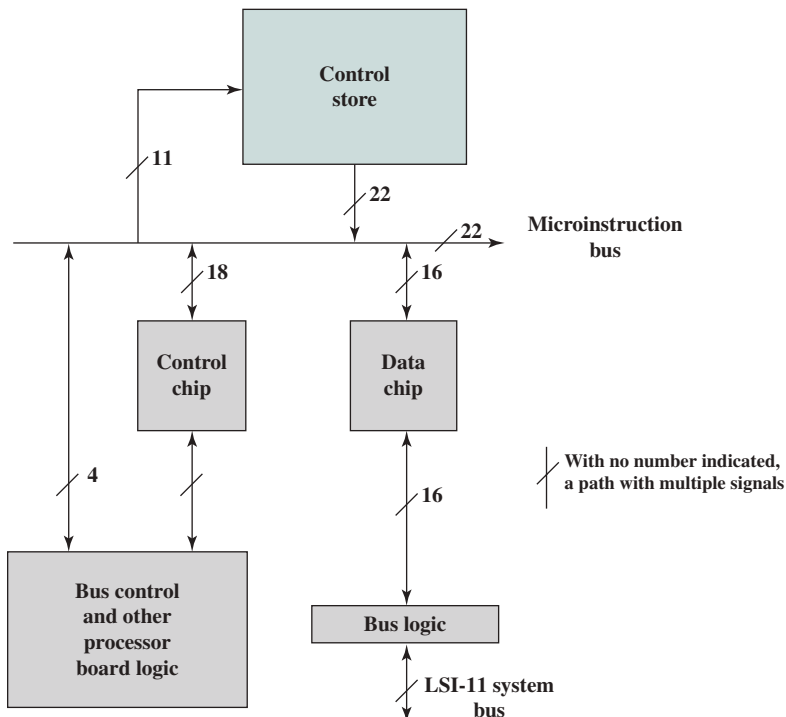 Control
store
11
22
22
Microinstruction
bus
18
16
Control
chip
Data
chip
4
16
With no number indicated,
a path with multiple signals
Bus control
and other
processor
board logic
Bus logic
LSI-11 system
bus